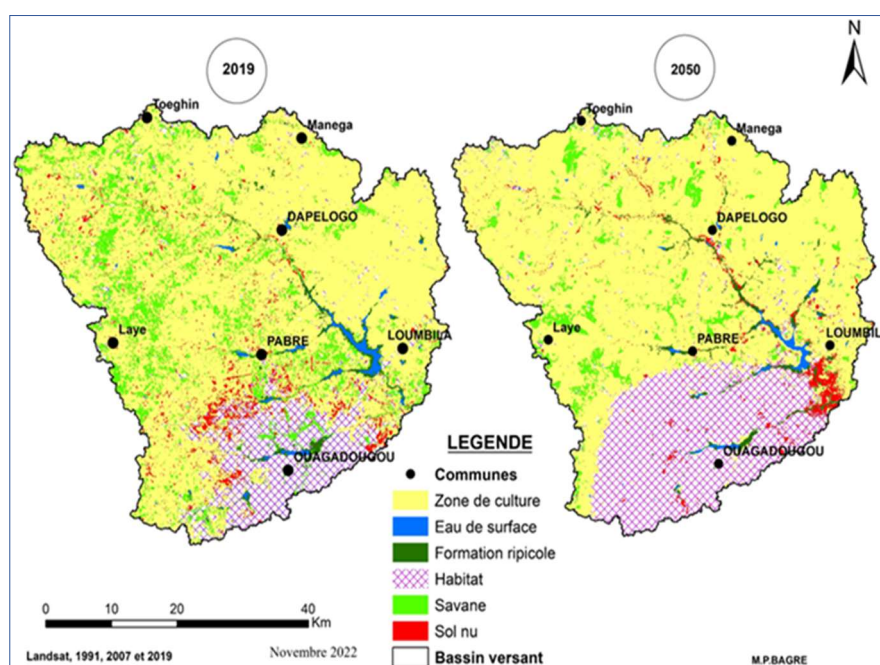 2019
2050
N
Toeghin
Manega
DAPELOGO
Laye
PABRE
LOUMBILA
OUAGADOUGOU
Toeghin
Manega
DAPELOGO
Laye
PABRE
LOUMBIL
OUAGADOUGOU
LEGENDE
Communes
Zone de culture
Eau de surface
Formation ripicole
Habitat
Savane
Sol nu
Bassin versant
0 10 20 40
Km
Landsat, 1991, 2007 et 2019
Novembre 2022
M.P.BAGRE